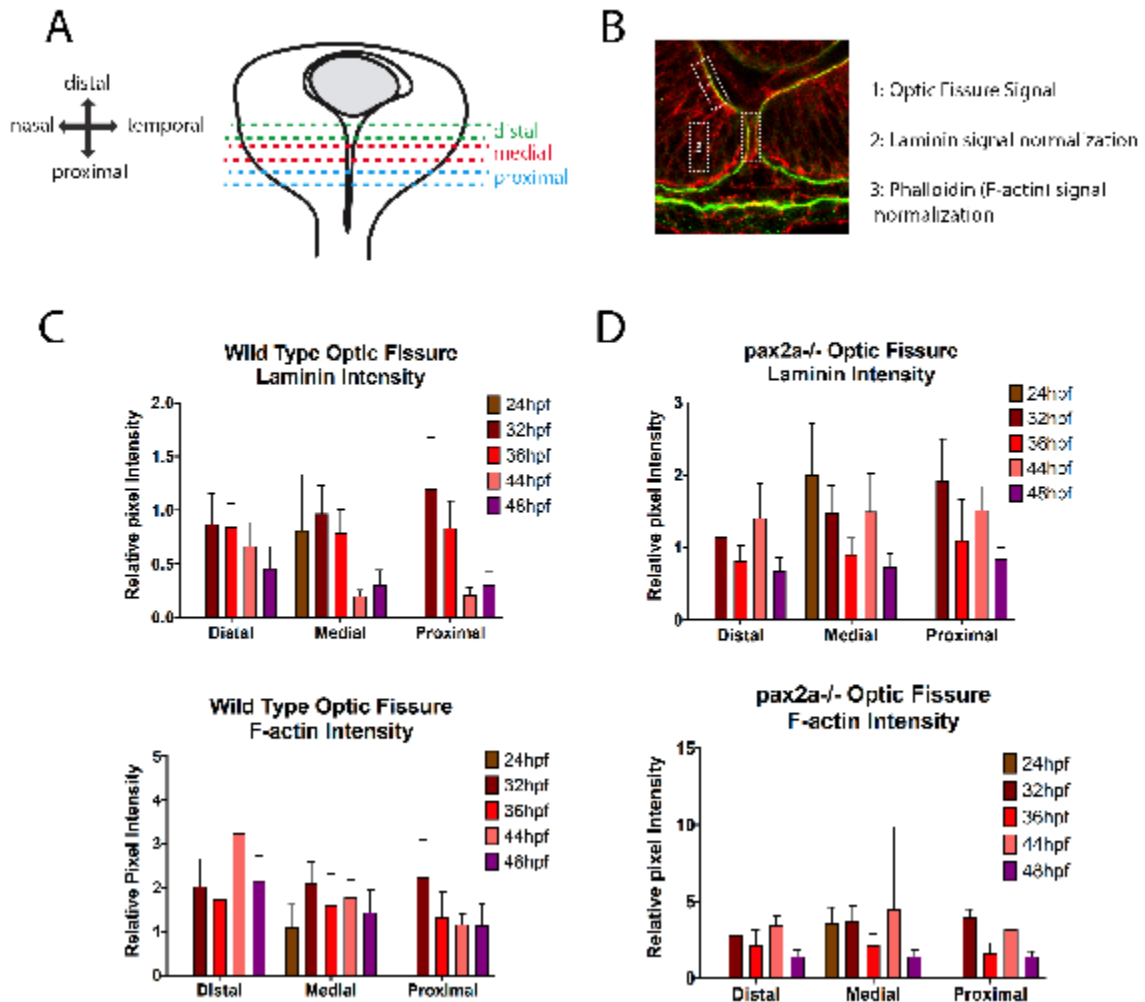 A
distal
nasal
temporal
proximal
distal
medial
proximal
B
1: Optic Fissure Signal
2: Laminin signal normalization
3: Phalloidin (F-actin) signal
normalization
C
Wild Type Optic Fissure
Laminin Intensity
Relative pixel Intensity
2.0
1.5
1.0
0.5
0.0
Distal
Medial
Proximal
24hpf
32hpf
36hpf
44hpf
48hpf
D
pax2a-/- Optic Fissure
Laminin Intensity
Relative pixel Intensity
3
2
1
0
Distal
Medial
Proximal
24hpf
32hpf
36hpf
44hpf
48hpf
Wild Type Optic Fissure
F-actin Intensity
Relative Pixel Intensity
5
4
3
2
1
0
Distal
Medial
Proximal
24hpf
32hpf
36hpf
44hpf
48hpf
pax2a-/- Optic Fissure
F-actin Intensity
Relative pixel Intensity
15
10
5
0
Distal
Medial
Proximal
24hpf
32hpf
36hpf
44hpf
48hpf